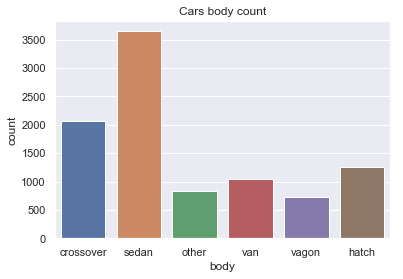 Cars body count
count
3500
3000
2500
2000
1500
1000
500
0
crossover sedan other van vagon hatch
body